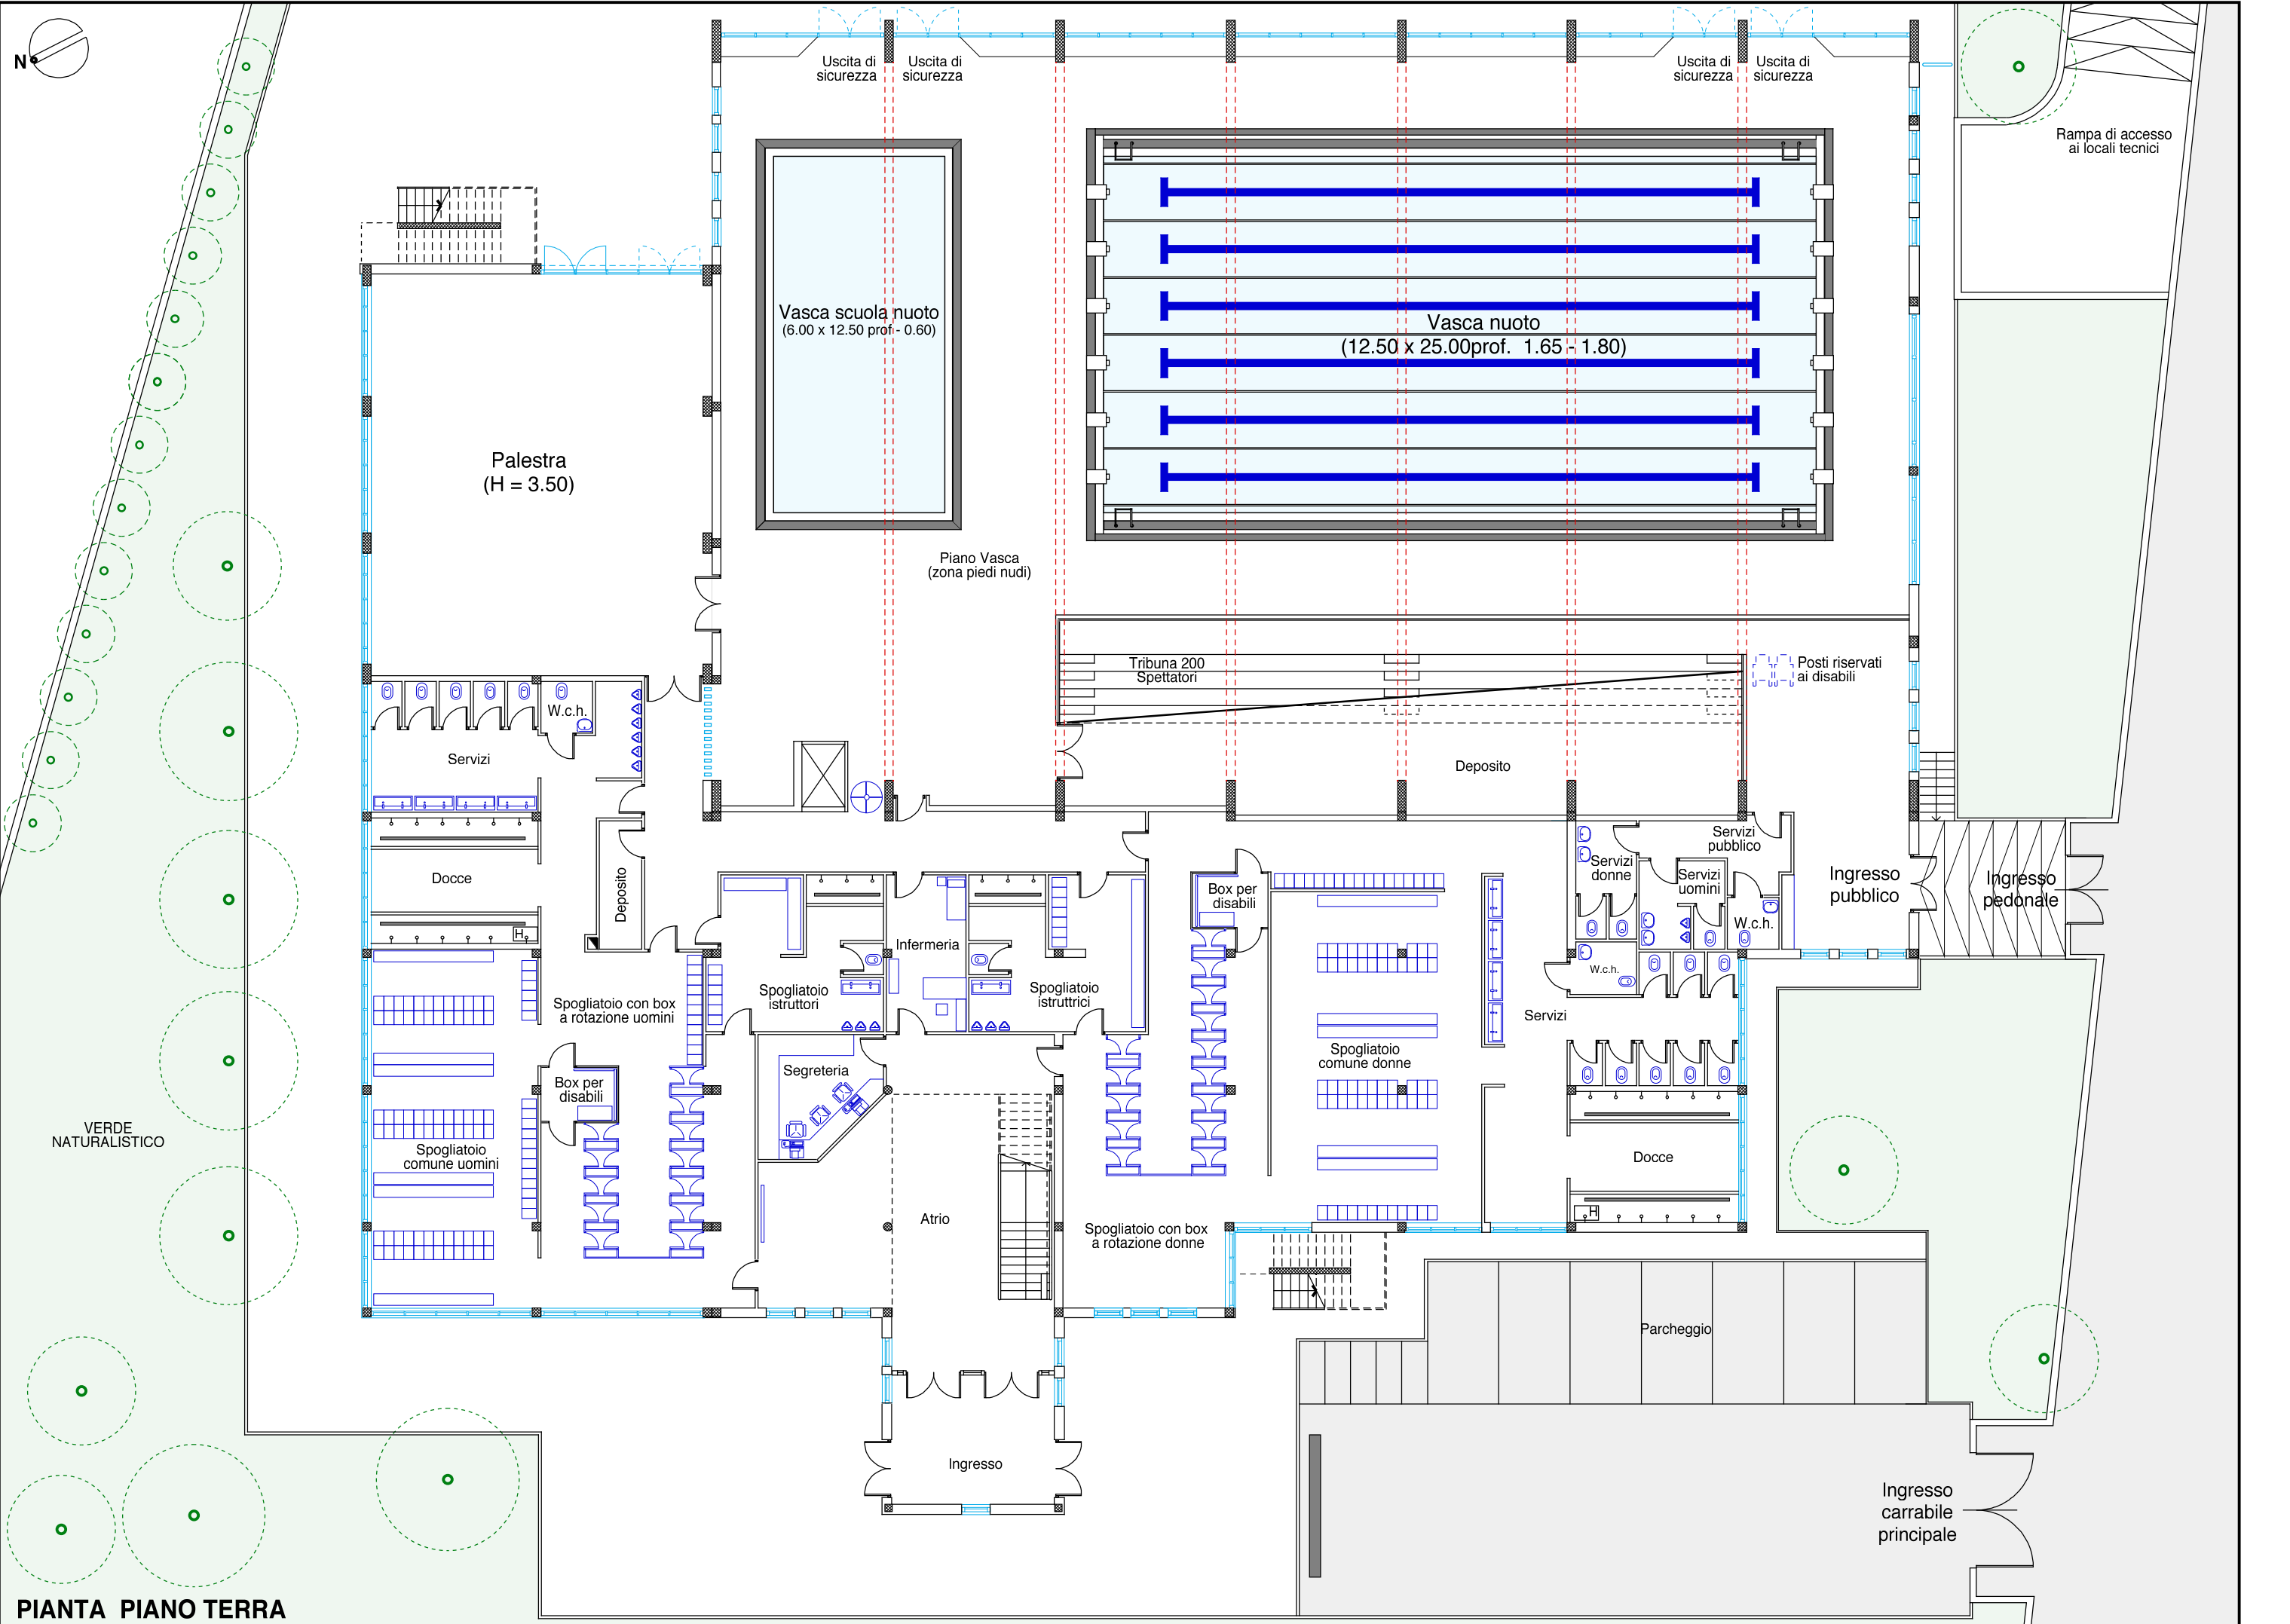 N
Uscita di
sicurezza
Uscita di
sicurezza
Uscita di
sicurezza
Uscita di
sicurezza
Rampa di accesso
ai locali tecnici
Vasca scuola nuoto
(6.00 x 12.50 prof - 0.60)
Vasca nuoto
(12.50 x 25.00prof.  1.65 - 1.80)
Palestra
(H = 3.50)
Piano Vasca
(zona piedi nudi)
Tribuna 200
Spettatori
Posti riservati
ai disabili
W.c.h.
Servizi
Deposito
Servizi
pubblico
Servizi
donne
Servizi
uomini
W.c.h.
Ingresso
pubblico
Ingresso
pedonale
Docce
Deposito
H
Box per
disabili
Infermeria
W.c.h.
Spogliatoio
istruttori
Spogliatoio
istruttrici
Spogliatoio con box
a rotazione uomini
Servizi
Spogliatoio
comune donne
Segreteria
Box per
disabili
VERDE
NATURALISTICO
Spogliatoio
comune uomini
Docce
H
Atrio
Spogliatoio con box
a rotazione donne
Parcheggio
Ingresso
Ingresso
carrabile
principale
PIANTA  PIANO TERRA